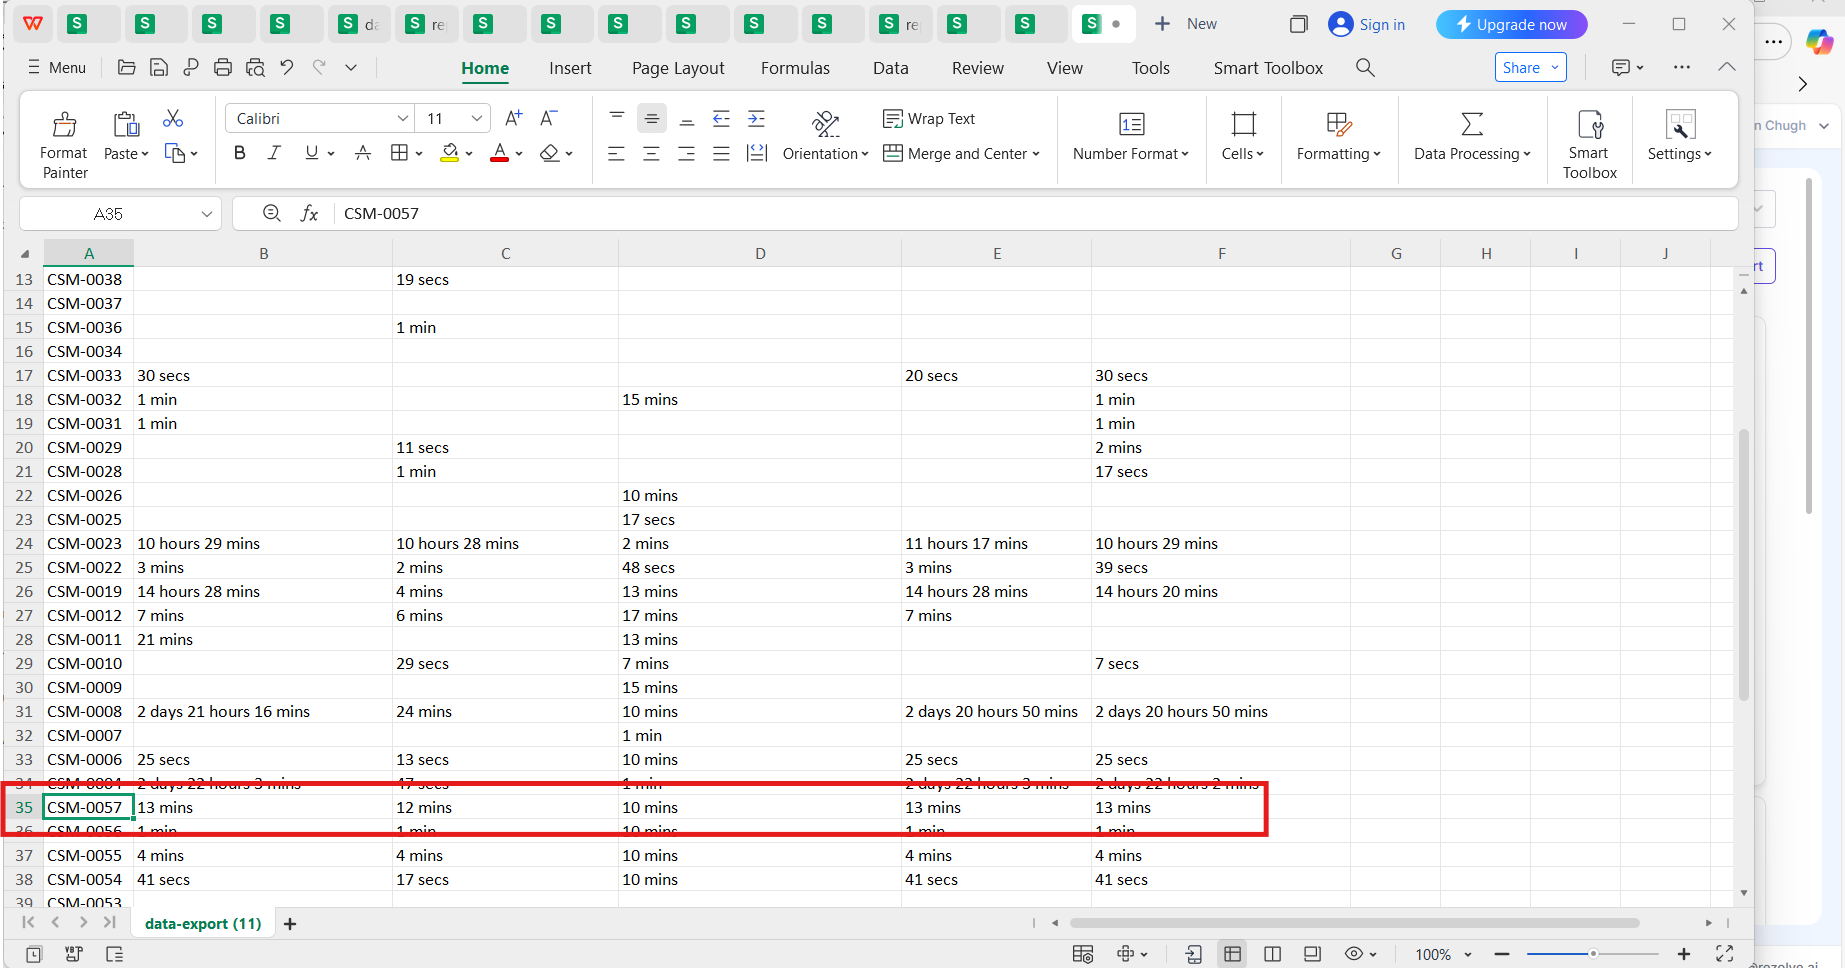 da
re
re
New
Sign in
Upgrade now
Menu
Home
Insert
Page Layout
Formulas
Data
Review
View
Tools
Smart Toolbox
Share
Format Painter
Paste
Calibri
11
A+
A-
B
I
U
A
A
Orientation
Wrap Text
Merge and Center
Number Format
Cells
Formatting
Data Processing
Smart Toolbox
Settings
n Chugh
rt
A35
fx
CSM-0057
A B C D E F G H I J
13 CSM-0038 19 secs
14 CSM-0037
15 CSM-0036 1 min
16 CSM-0034
17 CSM-0033 30 secs 20 secs 30 secs
18 CSM-0032 1 min 15 mins 1 min
19 CSM-0031 1 min 1 min
20 CSM-0029 11 secs 2 mins
21 CSM-0028 1 min 17 secs
22 CSM-0026 10 mins
23 CSM-0025 17 secs
24 CSM-0023 10 hours 29 mins 10 hours 28 mins 2 mins 11 hours 17 mins 10 hours 29 mins
25 CSM-0022 3 mins 2 mins 48 secs 3 mins 39 secs
26 CSM-0019 14 hours 28 mins 4 mins 13 mins 14 hours 28 mins 14 hours 20 mins
27 CSM-0012 7 mins 6 mins 17 mins 7 mins
28 CSM-0011 21 mins 13 mins
29 CSM-0010 29 secs 7 mins 7 secs
30 CSM-0009 15 mins
31 CSM-0008 2 days 21 hours 16 mins 24 mins 10 mins 2 days 20 hours 50 mins 2 days 20 hours 50 mins
32 CSM-0007 1 min
33 CSM-0006 25 secs 13 secs 10 mins 25 secs 25 secs
34 CSM-0004 2 days 22 hours 3 mins 47 secs 1 min 2 days 22 hours 3 mins 2 days 22 hours 2 mins
35 CSM-0057 13 mins 12 mins 10 mins 13 mins 13 mins
36 CSM-0056 1 min 1 min 10 mins 1 min 1 min
37 CSM-0055 4 mins 4 mins 10 mins 4 mins 4 mins
38 CSM-0054 41 secs 17 secs 10 mins 41 secs 41 secs
39 CSM-0053
data-export (11)
100%